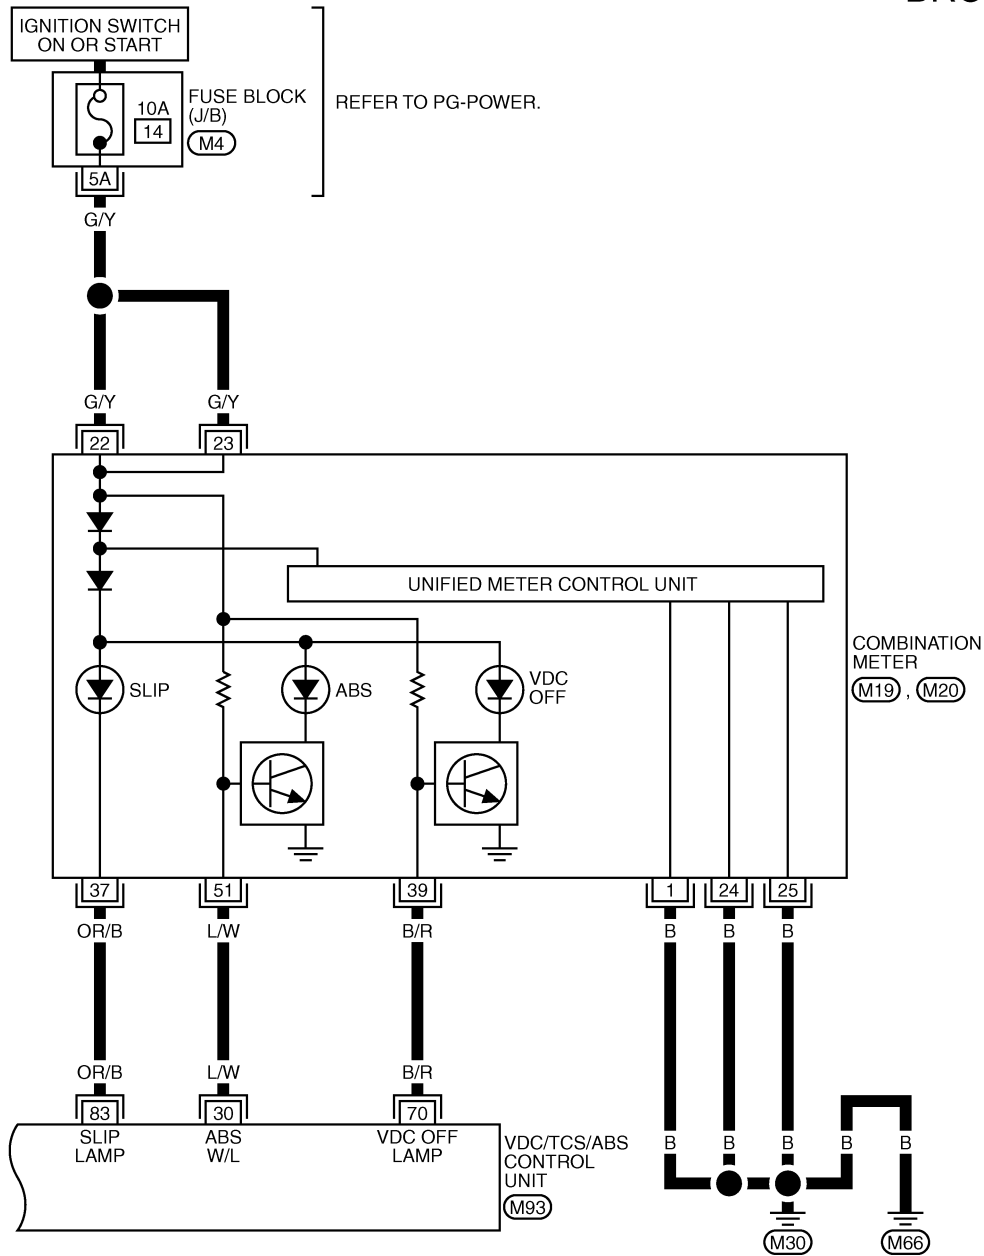 IGNITION SWITCH
ON OR START
FUSE BLOCK
(J/B)
10A
14
M4
REFER TO PG-POWER.
5A
G/Y
G/Y
G/Y
22
23
UNIFIED METER CONTROL UNIT
COMBINATION
METER
M19 , M20
SLIP
ABS
VDC
OFF
37
51
39
1
24
25
OR/B
L/W
B/R
B
B
B
OR/B
L/W
B/R
83
30
70
SLIP
LAMP
ABS
W/L
VDC OFF
LAMP
VDC/TCS/ABS
CONTROL
UNIT
M93
B
B
B
B
B
M30
M66